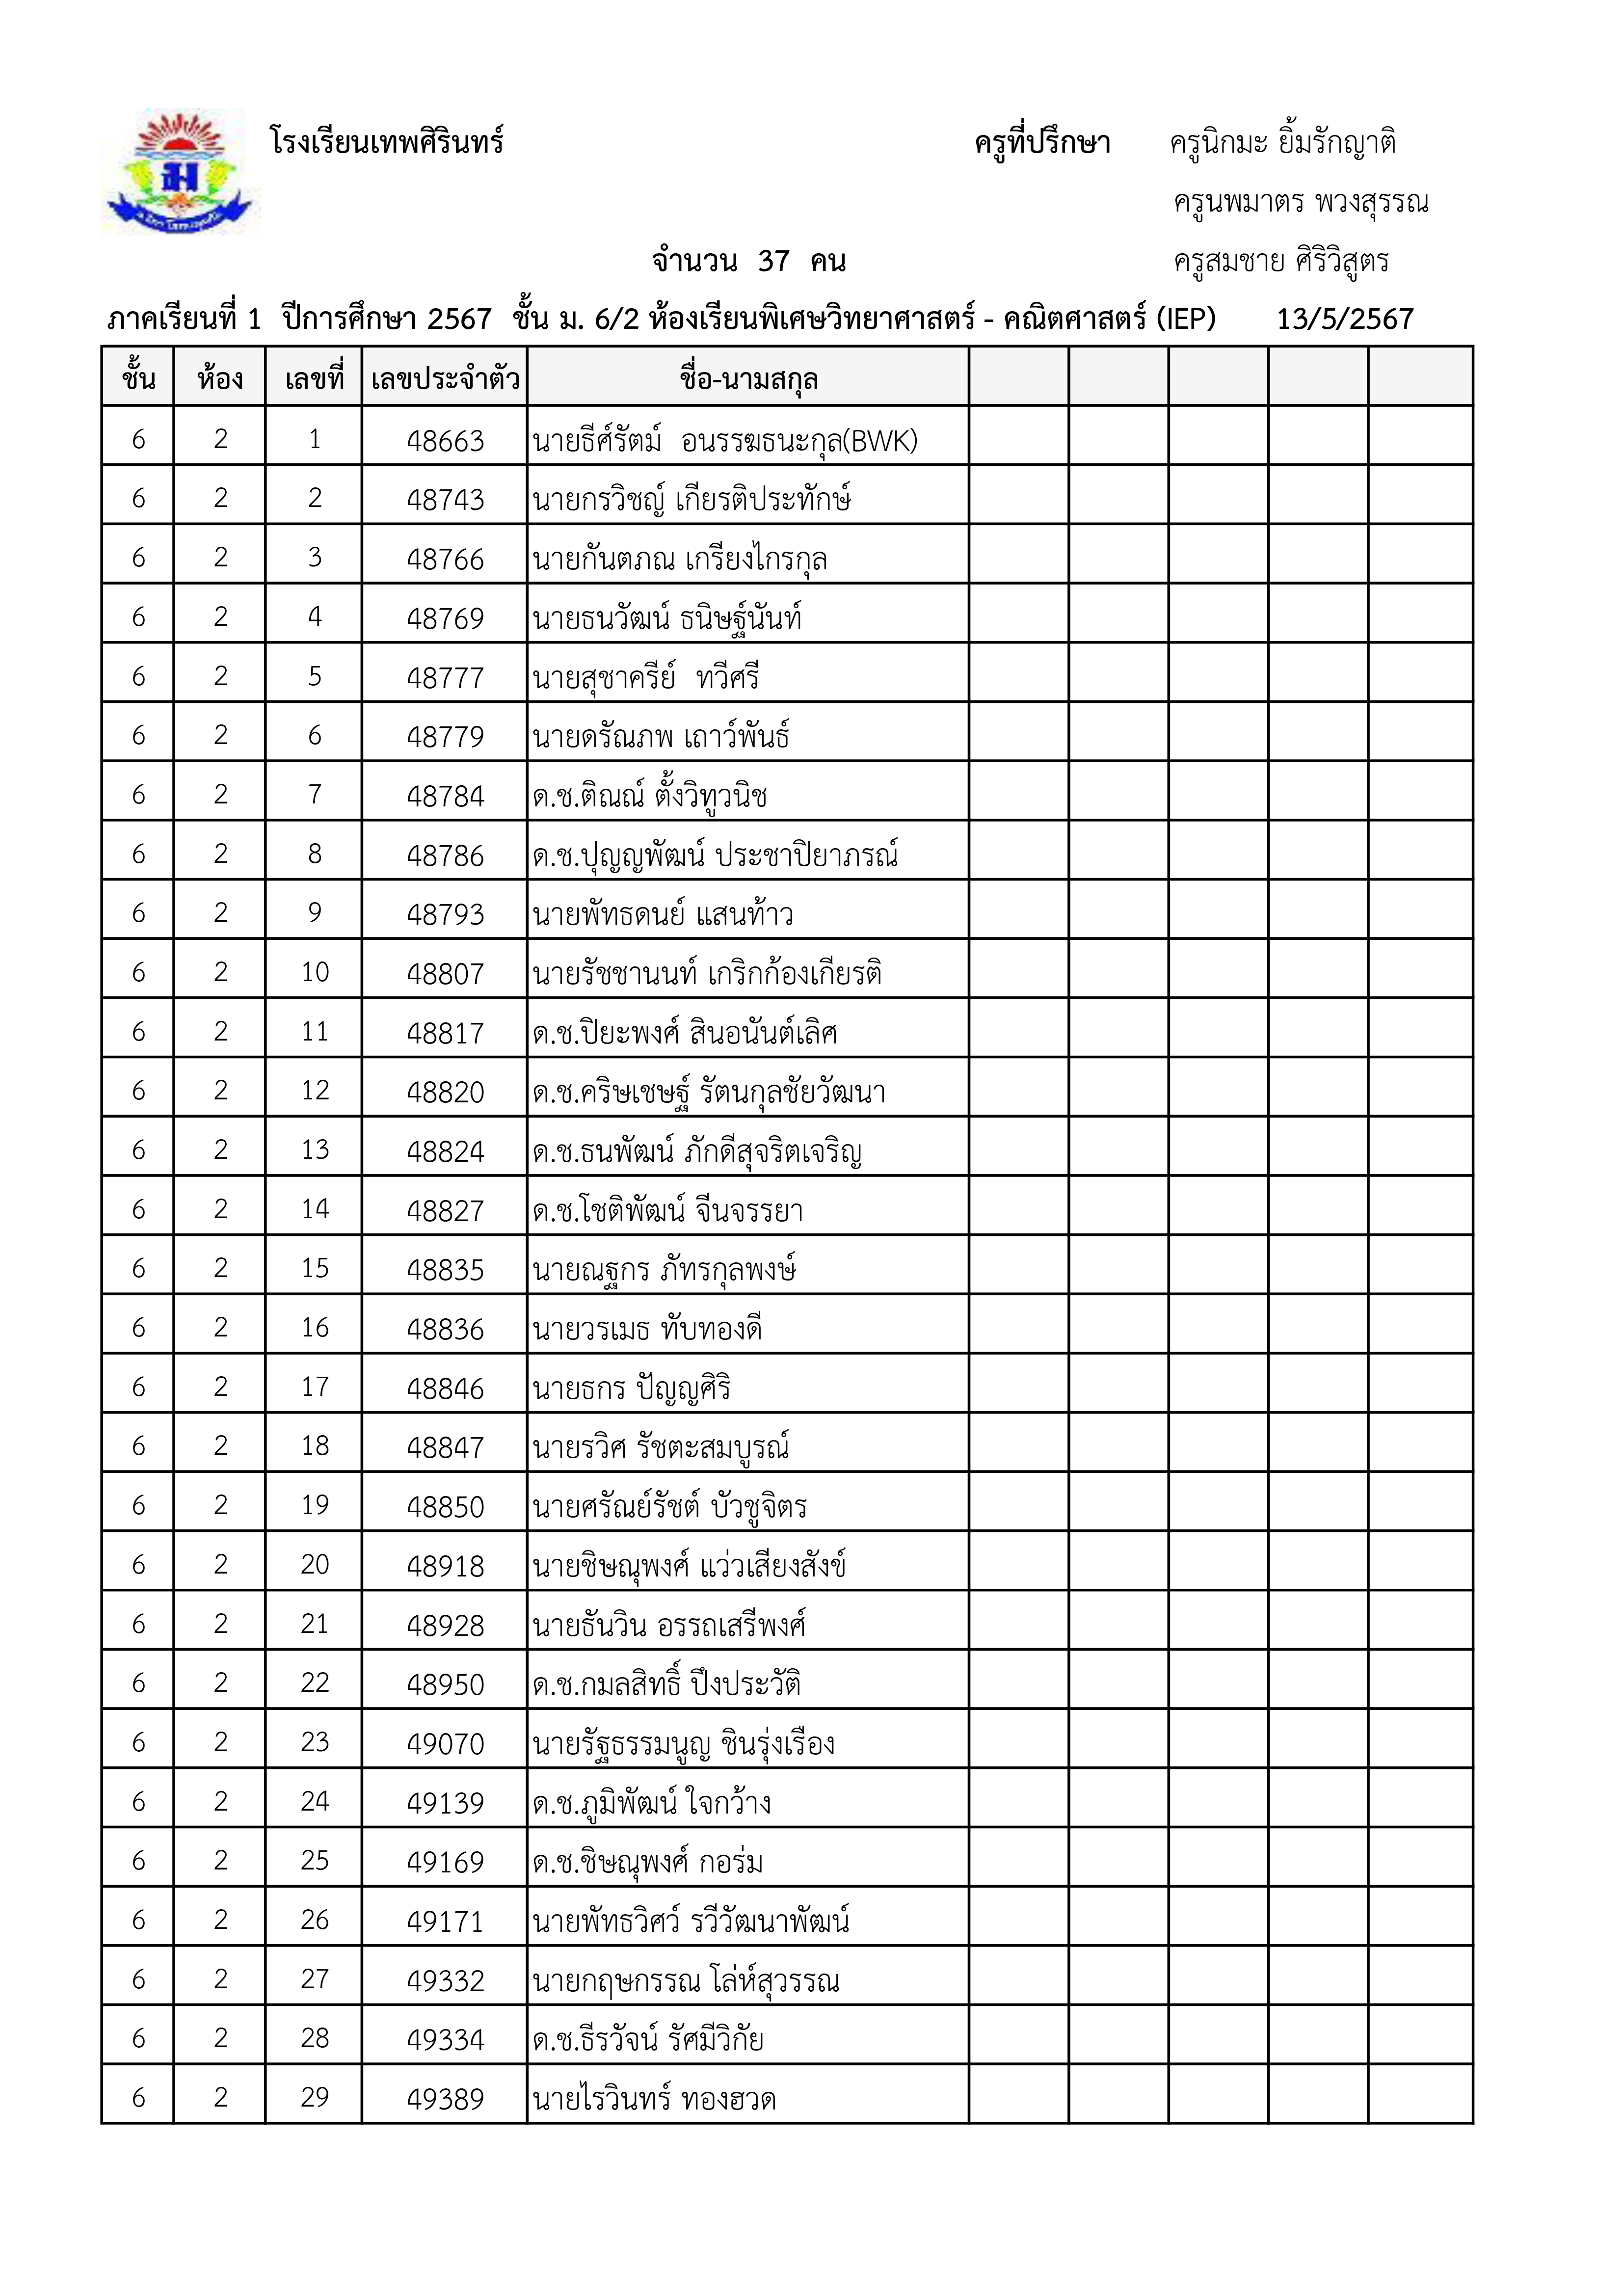 โรงเรียนเทพศิรินทร์ ครูที่ปรึกษา ครูนิกมะ ยิ้มรักญาติ
ครูนพมาตร พวงสุรรณ
จำนวน 37 คน ครูสมชาย ศิริวิสูตร
ภาคเรียนที่ 1 ปีการศึกษา 2567 ชั้น ม. 6/2 ห้องเรียนพิเศษวิทยาศาสตร์ - คณิตศาสตร์ (IEP) 13/5/2567
ชั้น ห้อง เลขที่ เลขประจำตัว ชื่อ-นามสกุล
6 2 1 48663 นายธีศ์รัตม์ อนรรฆธนะกุล(BWK)
6 2 2 48743 นายกรวิชญ์ เกียรติประทักษ์
6 2 3 48766 นายกันตภณ เกรียงไกรกุล
6 2 4 48769 นายธนวัฒน์ ธนิษฐ์นันท์
6 2 5 48777 นายสุชาครีย์ ทวีศรี
6 2 6 48779 นายดรัณภพ เถาว์พันธ์
6 2 7 48784 ด.ช.ติณณ์ ตั้งวิทูวนิช
6 2 8 48786 ด.ช.ปุญญพัฒน์ ประชาปิยาภรณ์
6 2 9 48793 นายพัทธดนย์ แสนท้าว
6 2 10 48807 นายรัชชานนท์ เกริกก้องเกียรติ
6 2 11 48817 ด.ช.ปิยะพงศ์ สินอนันต์เลิศ
6 2 12 48820 ด.ช.คริษเชษฐ์ รัตนกุลชัยวัฒนา
6 2 13 48824 ด.ช.ธนพัฒน์ ภักดีสุจริตเจริญ
6 2 14 48827 ด.ช.โชติพัฒน์ จีนจรรยา
6 2 15 48835 นายณฐกร ภัทรกุลพงษ์
6 2 16 48836 นายวรเมธ ทับทองดี
6 2 17 48846 นายธกร ปัญญศิริ
6 2 18 48847 นายรวิศ รัชตะสมบูรณ์
6 2 19 48850 นายศรัณย์รัชต์ บัวชูจิตร
6 2 20 48918 นายชิษณุพงศ์ แว่วเสียงสังข์
6 2 21 48928 นายธันวิน อรรถเสรีพงศ์
6 2 22 48950 ด.ช.กมลสิทธิ์ ปึงประวัติ
6 2 23 49070 นายรัฐธรรมนูญ ชินรุ่งเรือง
6 2 24 49139 ด.ช.ภูมิพัฒน์ ใจกว้าง
6 2 25 49169 ด.ช.ชิษณุพงศ์ กอร่ม
6 2 26 49171 นายพัทธวิศว์ รวีวัฒนาพัฒน์
6 2 27 49332 นายกฤษกรรณ โล่ห์สุวรรณ
6 2 28 49334 ด.ช.ธีรวัจน์ รัศมีวิกัย
6 2 29 49389 นายไรวินทร์ ทองฮวด